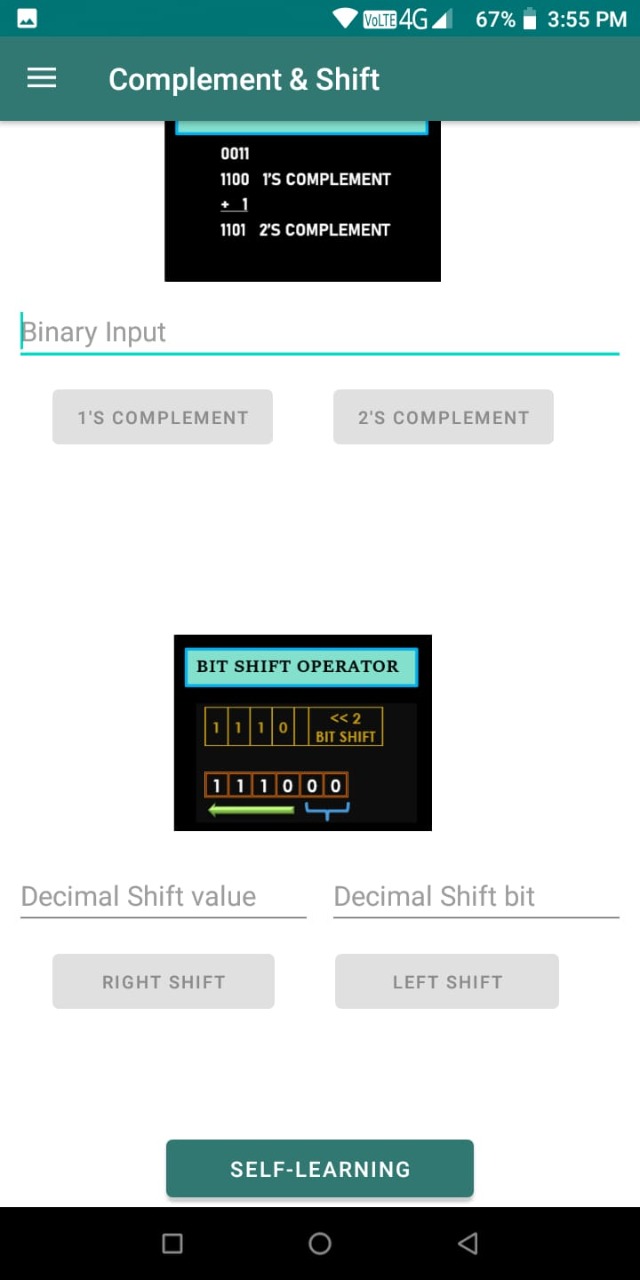 VoLTE 4G 67% 3:55 PM
Complement & Shift
0011
1100 1'S COMPLEMENT
+ 1
1101 2'S COMPLEMENT
Binary Input
1'S COMPLEMENT 2'S COMPLEMENT
BIT SHIFT OPERATOR
1 1 1 0 << 2
BIT SHIFT
1 1 1 0 0 0
Decimal Shift value Decimal Shift bit
RIGHT SHIFT LEFT SHIFT
SELF-LEARNING